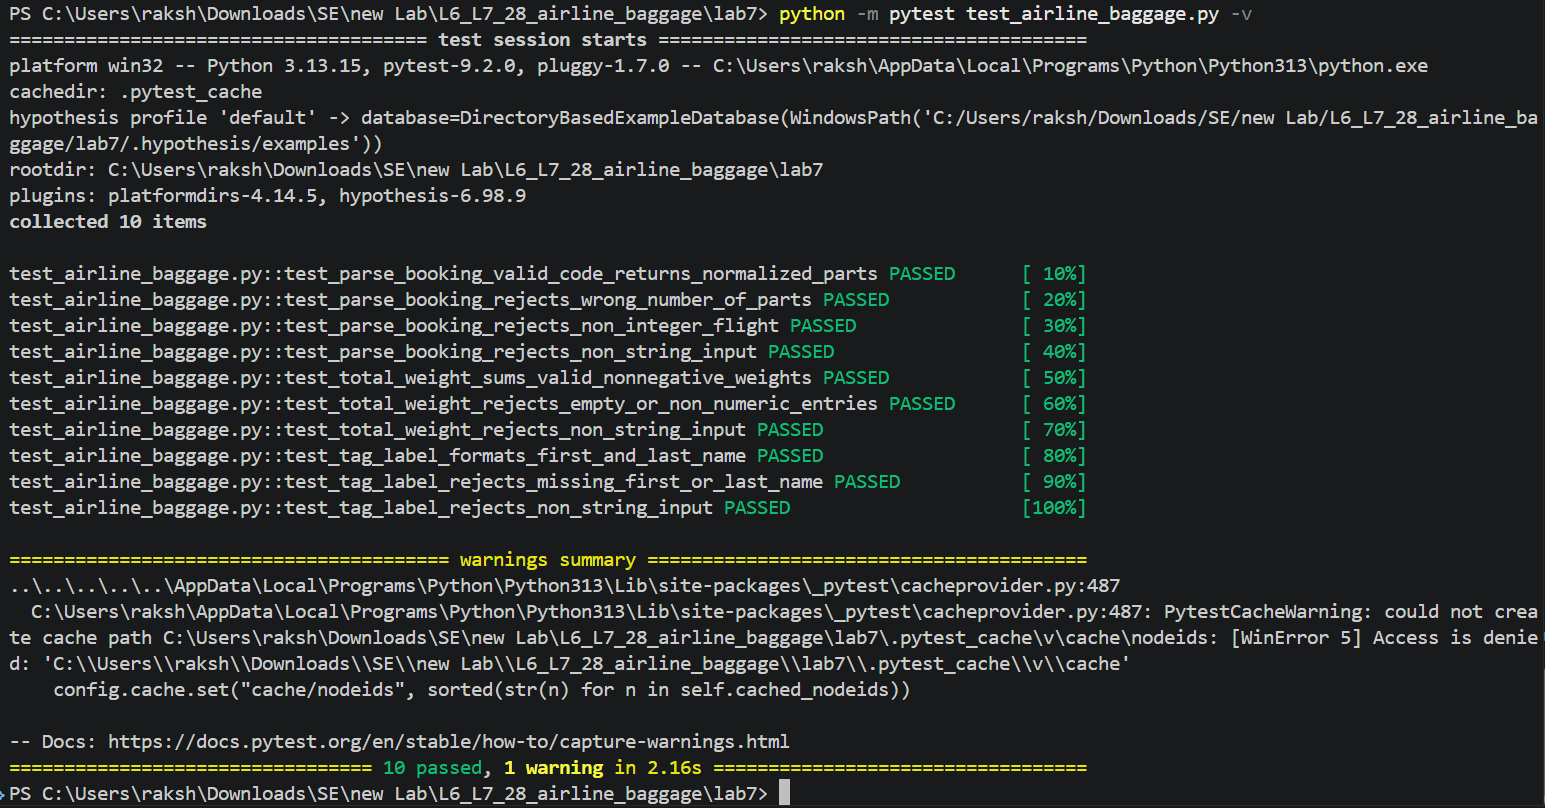 PS C:\Users\raksh\Downloads\SE\new Lab\L6_L7_28_airline_baggage\lab7> python -m pytest test_airline_baggage.py -v
====================================== test session starts =======================================
platform win32 -- Python 3.13.15, pytest-9.2.0, pluggy-1.7.0 -- C:\Users\raksh\AppData\Local\Programs\Python\Python313\python.exe
cachedir: .pytest_cache
hypothesis profile 'default' -> database=DirectoryBasedExampleDatabase(WindowsPath('C:/Users/raksh/Downloads/SE/new Lab/L6_L7_28_airline_ba
ggage/lab7/.hypothesis/examples'))
rootdir: C:\Users\raksh\Downloads\SE\new Lab\L6_L7_28_airline_baggage\lab7
plugins: platformdirs-4.14.5, hypothesis-6.98.9
collected 10 items
test_airline_baggage.py::test_parse_booking_valid_code_returns_normalized_parts PASSED      [ 10%]
test_airline_baggage.py::test_parse_booking_rejects_wrong_number_of_parts PASSED            [ 20%]
test_airline_baggage.py::test_parse_booking_rejects_non_integer_flight PASSED               [ 30%]
test_airline_baggage.py::test_parse_booking_rejects_non_string_input PASSED                 [ 40%]
test_airline_baggage.py::test_total_weight_sums_valid_nonnegative_weights PASSED            [ 50%]
test_airline_baggage.py::test_total_weight_rejects_empty_or_non_numeric_entries PASSED      [ 60%]
test_airline_baggage.py::test_total_weight_rejects_non_string_input PASSED                  [ 70%]
test_airline_baggage.py::test_tag_label_formats_first_and_last_name PASSED                  [ 80%]
test_airline_baggage.py::test_tag_label_rejects_missing_first_or_last_name PASSED           [ 90%]
test_airline_baggage.py::test_tag_label_rejects_non_string_input PASSED                     [100%]
======================================== warnings summary ========================================
..\..\..\..\..\AppData\Local\Programs\Python\Python313\Lib\site-packages\_pytest\cacheprovider.py:487
  C:\Users\raksh\AppData\Local\Programs\Python\Python313\Lib\site-packages\_pytest\cacheprovider.py:487: PytestCacheWarning: could not crea
te cache path C:\Users\raksh\Downloads\SE\new Lab\L6_L7_28_airline_baggage\lab7\.pytest_cache\v\cache\nodeids: [WinError 5] Access is denie
d: 'C:\\Users\\raksh\\Downloads\\SE\\new Lab\\L6_L7_28_airline_baggage\\lab7\\.pytest_cache\\v\\cache'
    config.cache.set("cache/nodeids", sorted(str(n) for n in self.cached_nodeids))
-- Docs: https://docs.pytest.org/en/stable/how-to/capture-warnings.html
================================= 10 passed, 1 warning in 2.16s ==================================
PS C:\Users\raksh\Downloads\SE\new Lab\L6_L7_28_airline_baggage\lab7>